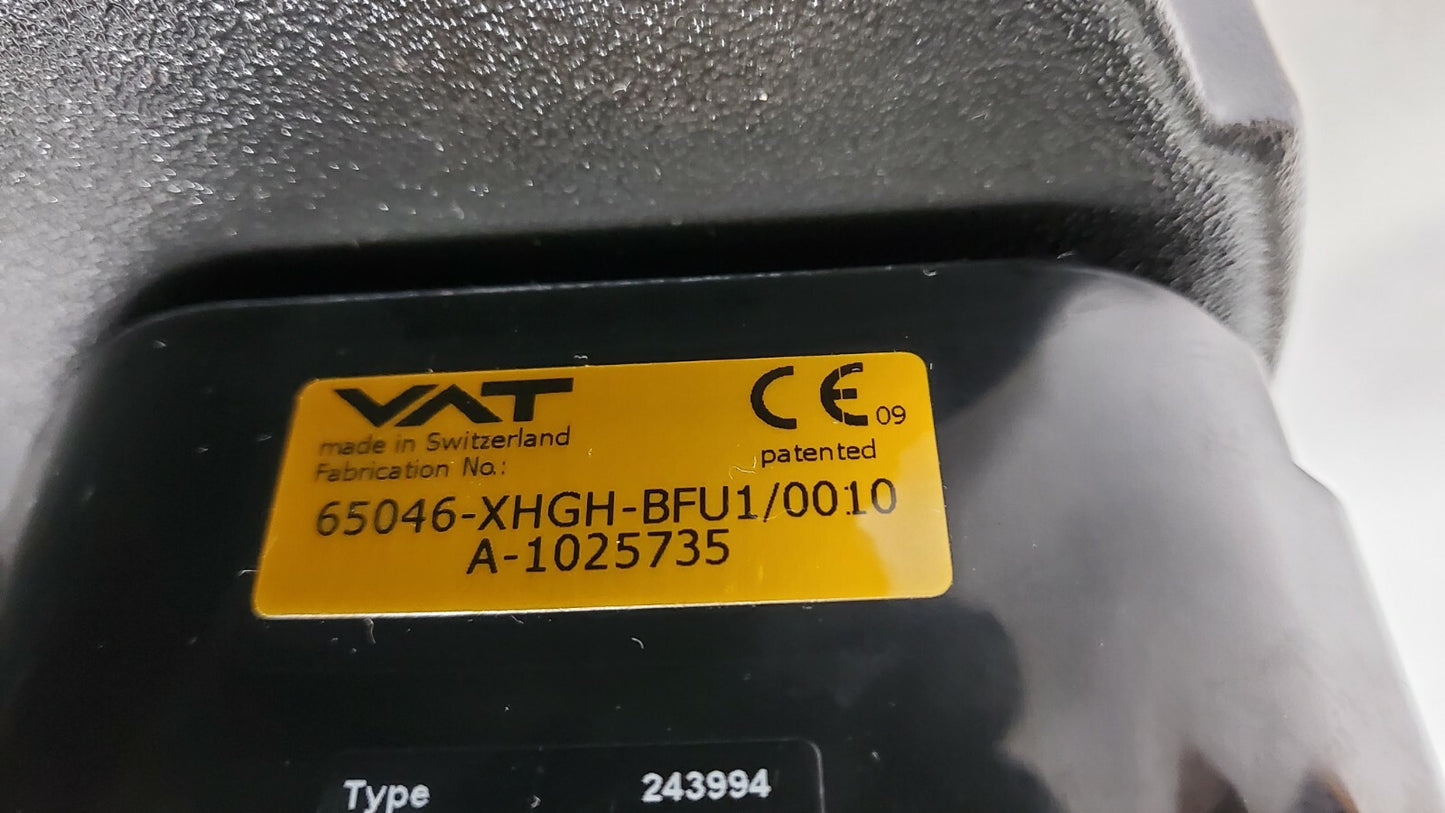 VAT
made in Switzerland
Fabrication No.:
CE 09
patented
65046-XHGH-BFU1/0010
A-1025735
Type 243994